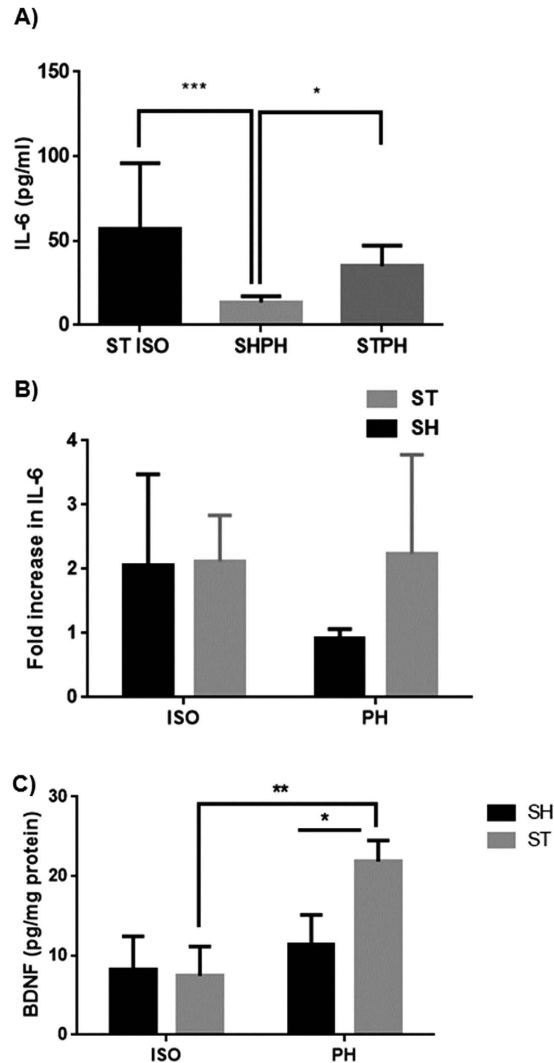 A)
150
***
*
100
IL-6 (pg/ml)
50
0
ST ISO SHPH STPH
B)
ST
SH
4
3
Fold increase in IL-6
2
1
0
ISO PH
C)
30
**
SH
*
ST
20
BDNF (pg/mg protein)
10
0
ISO PH